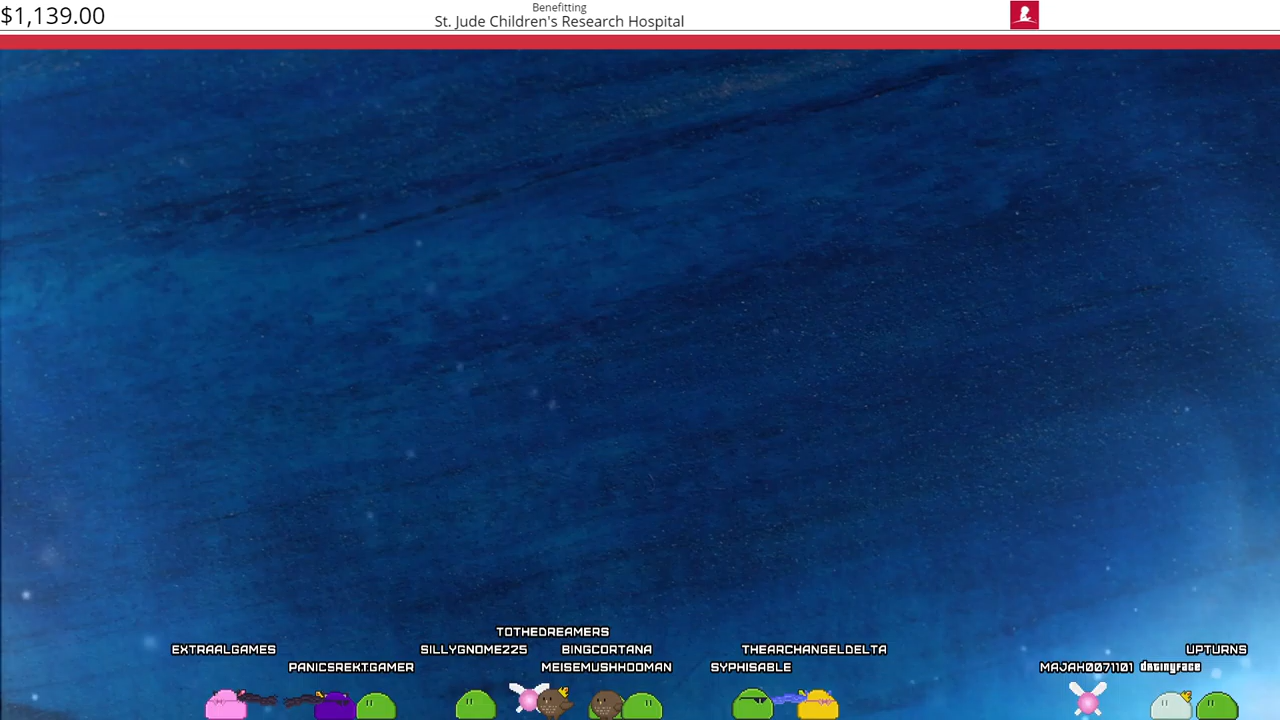 $1,139.00
Benefitting
St. Jude Children's Research Hospital
TOTHEDREAMERS
EXTRAALGAMES
SILLYGNOME225
BINGCORTANA
THEARCHANGELDELTA
UPTURNS
PANICSREKTGAMER
MEISEMUSHHOOMAN
SYPHISABLE
MAJAH0071101
DATINYFACE